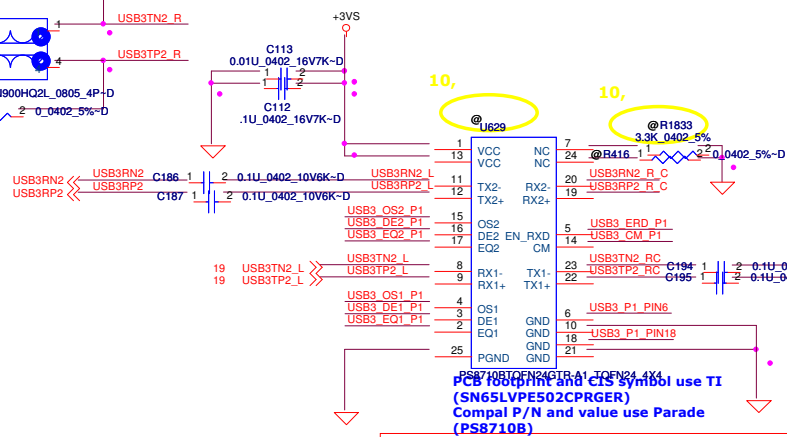 USB3TN2_R
1
+3VS
USB3TP2_R
4
C113
0.01U_0402_16V7K~D
1 2
1 2
C112
.1U_0402_16V7K~D
900HQ2L_0805_4P~D
2 0_0402_5%~D
10,
10,
@
U629
@R1833
3.3K_0402_5%
1 2
@R416 1 2 0_0402_5%~D
1 VCC NC 7
13 VCC NC 24
USB3RN2 USB3RN2 C186 1 2 0.1U_0402_10V6K~D USB3RN2_L 11 TX2- RX2- 20 USB3RN2_R_C
USB3RP2 USB3RP2 C187 1 2 0.1U_0402_10V6K~D USB3RP2_L 12 TX2+ RX2+ 19 USB3RP2_R_C
USB3_OS2_P1 15 OS2
USB3_DE2_P1 16 DE2 EN_RXD 5 USB3_ERD_P1
USB3_EQ2_P1 17 EQ2 CM 14 USB3_CM_P1
19 USB3TN2_L USB3TN2_L 8 RX1- TX1- 23 USB3TN2_RC C194 1 2 0.1U_0
19 USB3TP2_L USB3TP2_L 9 RX1+ TX1+ 22 USB3TP2_RC C195 1 2 0.1U_0
USB3_OS1_P1 4 OS1
USB3_DE1_P1 3 DE1 GND 6 USB3_P1_PIN6
USB3_EQ1_P1 2 EQ1 GND 10
GND 18 USB3_P1_PIN18
25 PGND GND 21
PS8710BTQFN24GTR-A1_TQFN24_4X4
PCB footprint and CIS symbol use TI
(SN65LVPE502CPRGER)
Compal P/N and value use Parade
(PS8710B)